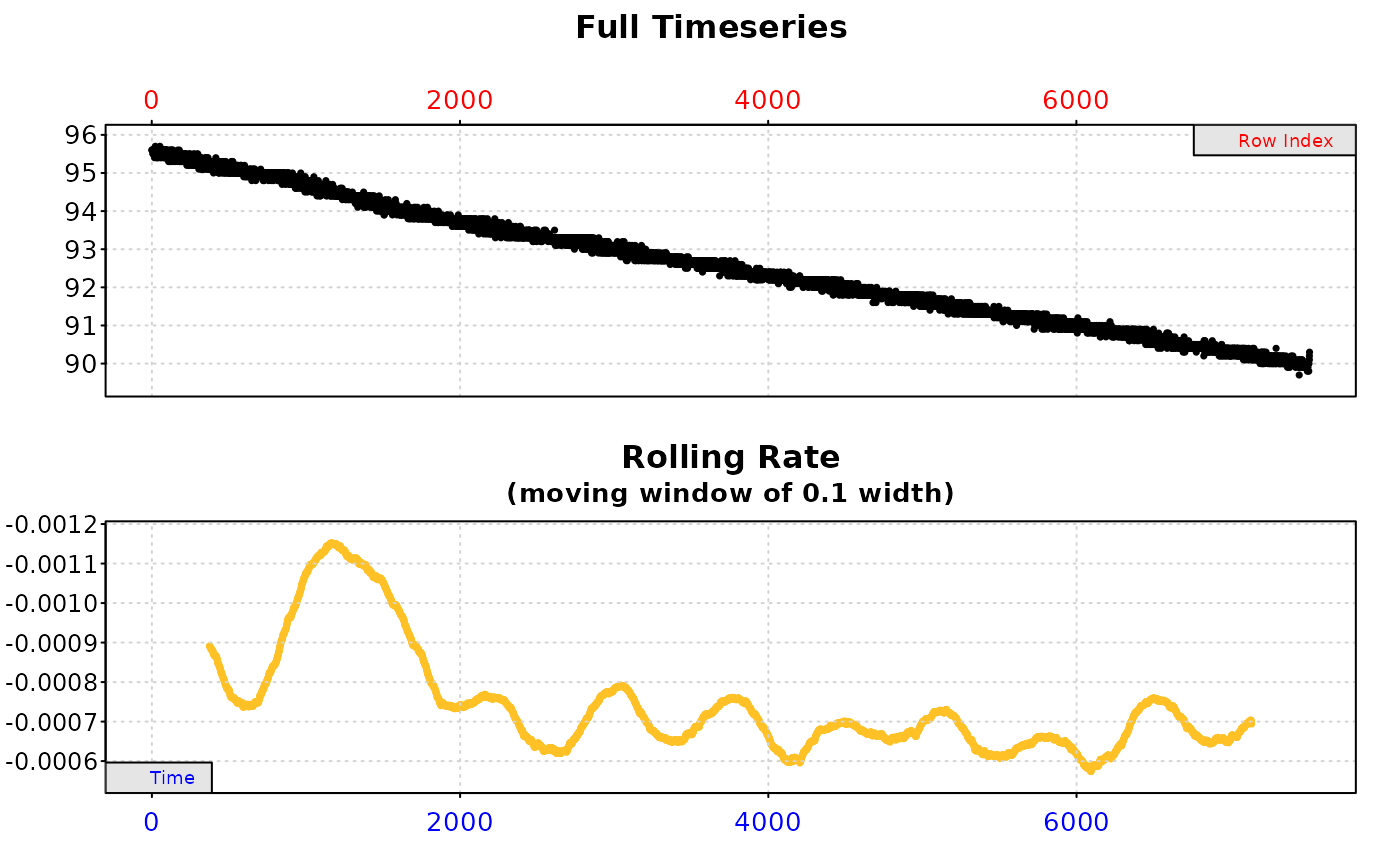 Full Timeseries
0 2000 4000 6000
Row Index
96
95
94
93
92
91
90
Rolling Rate
(moving window of 0.1 width)
-0.0012
-0.0011
-0.0010
-0.0009
-0.0008
-0.0007
-0.0006
Time
0 2000 4000 6000